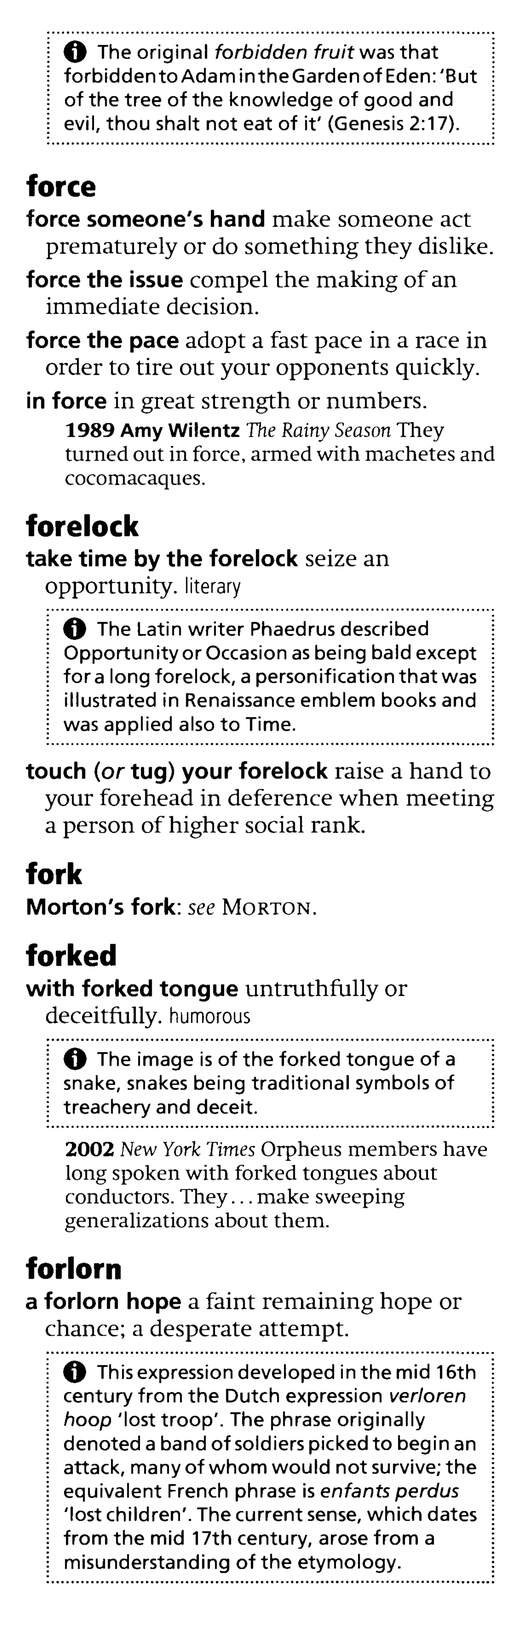 The original forbidden fruit was that
forbidden to Adam in the Garden of Eden: 'But
of the tree of the knowledge of good and
evil, thou shalt not eat of it' (Genesis 2:17).
force
force someone's hand make someone act
prematurely or do something they dislike.
force the issue compel the making of an
immediate decision.
force the pace adopt a fast pace in a race in
order to tire out your opponents quickly.
in force in great strength or numbers.
1989 Amy Wilentz The Rainy Season They
turned out in force, armed with machetes and
cocomacaques.
forelock
take time by the forelock seize an
opportunity. literary
The Latin writer Phaedrus described
Opportunity or Occasion as being bald except
for a long forelock, a personification that was
illustrated in Renaissance emblem books and
was applied also to Time.
touch (or tug) your forelock raise a hand to
your forehead in deference when meeting
a person of higher social rank.
fork
Morton's fork: see MORTON.
forked
with forked tongue untruthfully or
deceitfully. humorous
The image is of the forked tongue of a
snake, snakes being traditional symbols of
treachery and deceit.
2002 New York Times Orpheus members have
long spoken with forked tongues about
conductors. They...make sweeping
generalizations about them.
forlorn
a forlorn hope a faint remaining hope or
chance; a desperate attempt.
This expression developed in the mid 16th
century from the Dutch expression verloren
hoop 'lost troop'. The phrase originally
denoted a band of soldiers picked to begin an
attack, many of whom would not survive; the
equivalent French phrase is enfants perdus
'lost children'. The current sense, which dates
from the mid 17th century, arose from a
misunderstanding of the etymology.